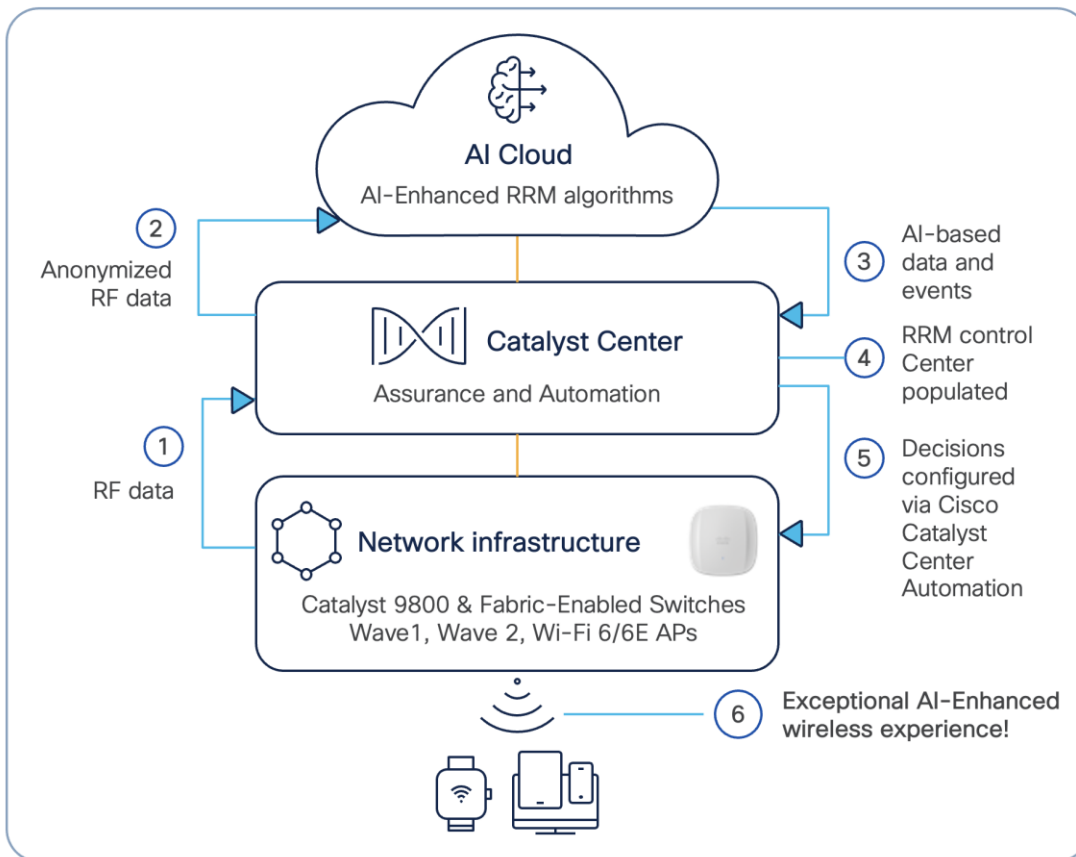 AI Cloud
AI-Enhanced RRM algorithms
2
Anonymized
RF data
3
AI-based
data and
events
Catalyst Center
Assurance and Automation
4
RRM control
Center
populated
1
RF data
5
Decisions
configured
via Cisco
Catalyst
Center
Automation
Network infrastructure
Catalyst 9800 & Fabric-Enabled Switches
Wave1, Wave 2, Wi-Fi 6/6E APs
6
Exceptional AI-Enhanced
wireless experience!